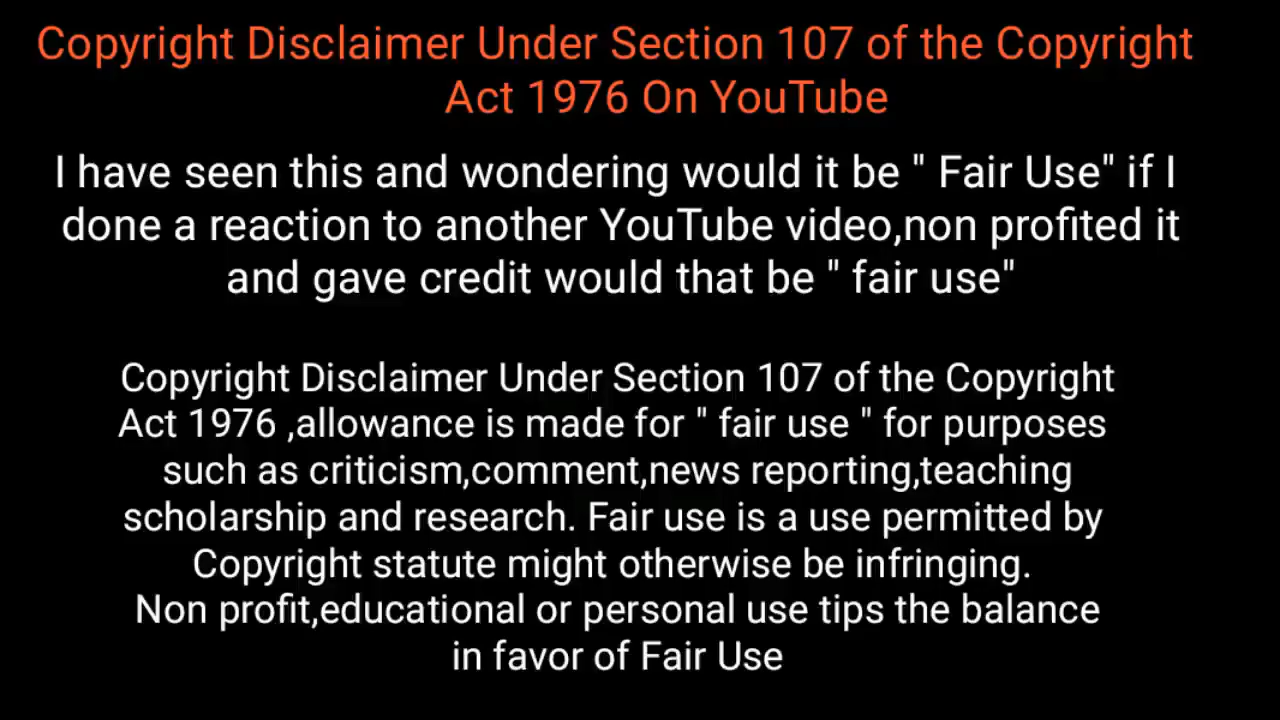 Copyright Disclaimer Under Section 107 of the Copyright
Act 1976 On YouTube
I have seen this and wondering would it be " Fair Use" if I
done a reaction to another YouTube video,non profited it
and gave credit would that be " fair use"
Copyright Disclaimer Under Section 107 of the Copyright
Act 1976 ,allowance is made for " fair use " for purposes
such as criticism,comment,news reporting,teaching
scholarship and research. Fair use is a use permitted by
Copyright statute might otherwise be infringing.
Non profit,educational or personal use tips the balance
in favor of Fair Use